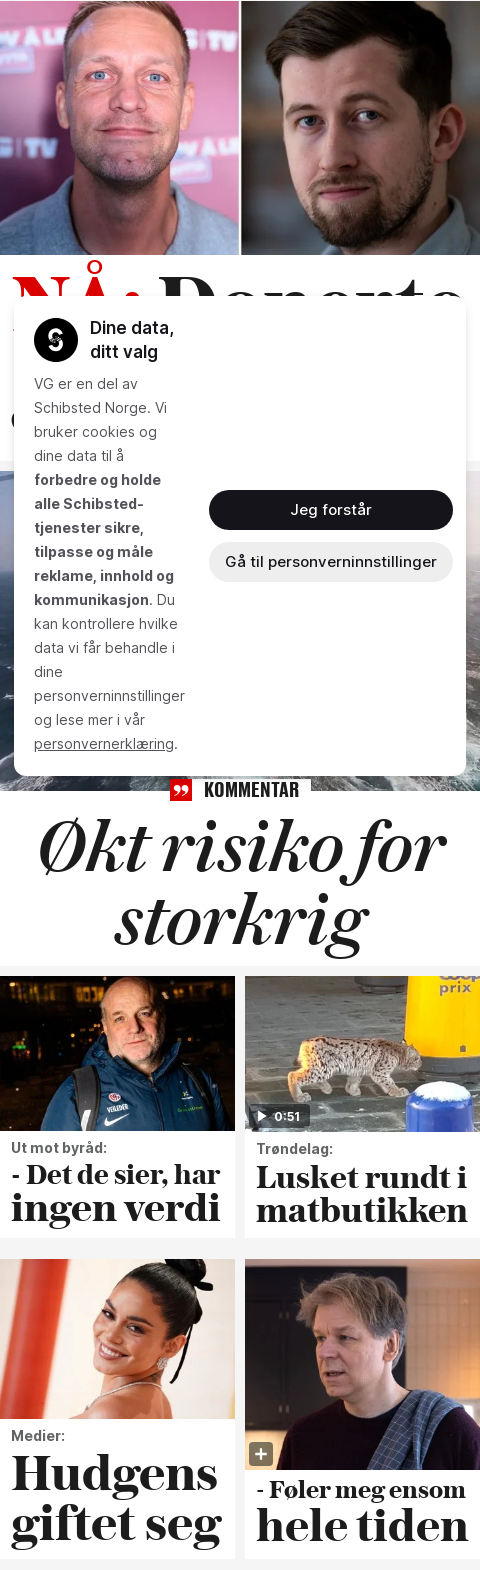 NÅ:
Dine data,
ditt valg
VG er en del av
Schibsted Norge. Vi
bruker cookies og
dine data til å
forbedre og holde
alle Schibsted-
tjenester sikre,
tilpasse og måle
reklame, innhold og
kommunikasjon. Du
kan kontrollere hvilke
data vi får behandle i
dine
personverninnstillinger
og lese mer i vår
personvernerklæring.
Jeg forstår
Gå til personverninnstillinger
KOMMENTAR
Økt risiko for
storkrig
prix
0:51
Ut mot byråd:
- Det de sier, har
ingen verdi
Trøndelag:
Lusket rundt i
matbutikken
Medier:
Hudgens
giftet seg
- Føler meg ensom
hele tiden